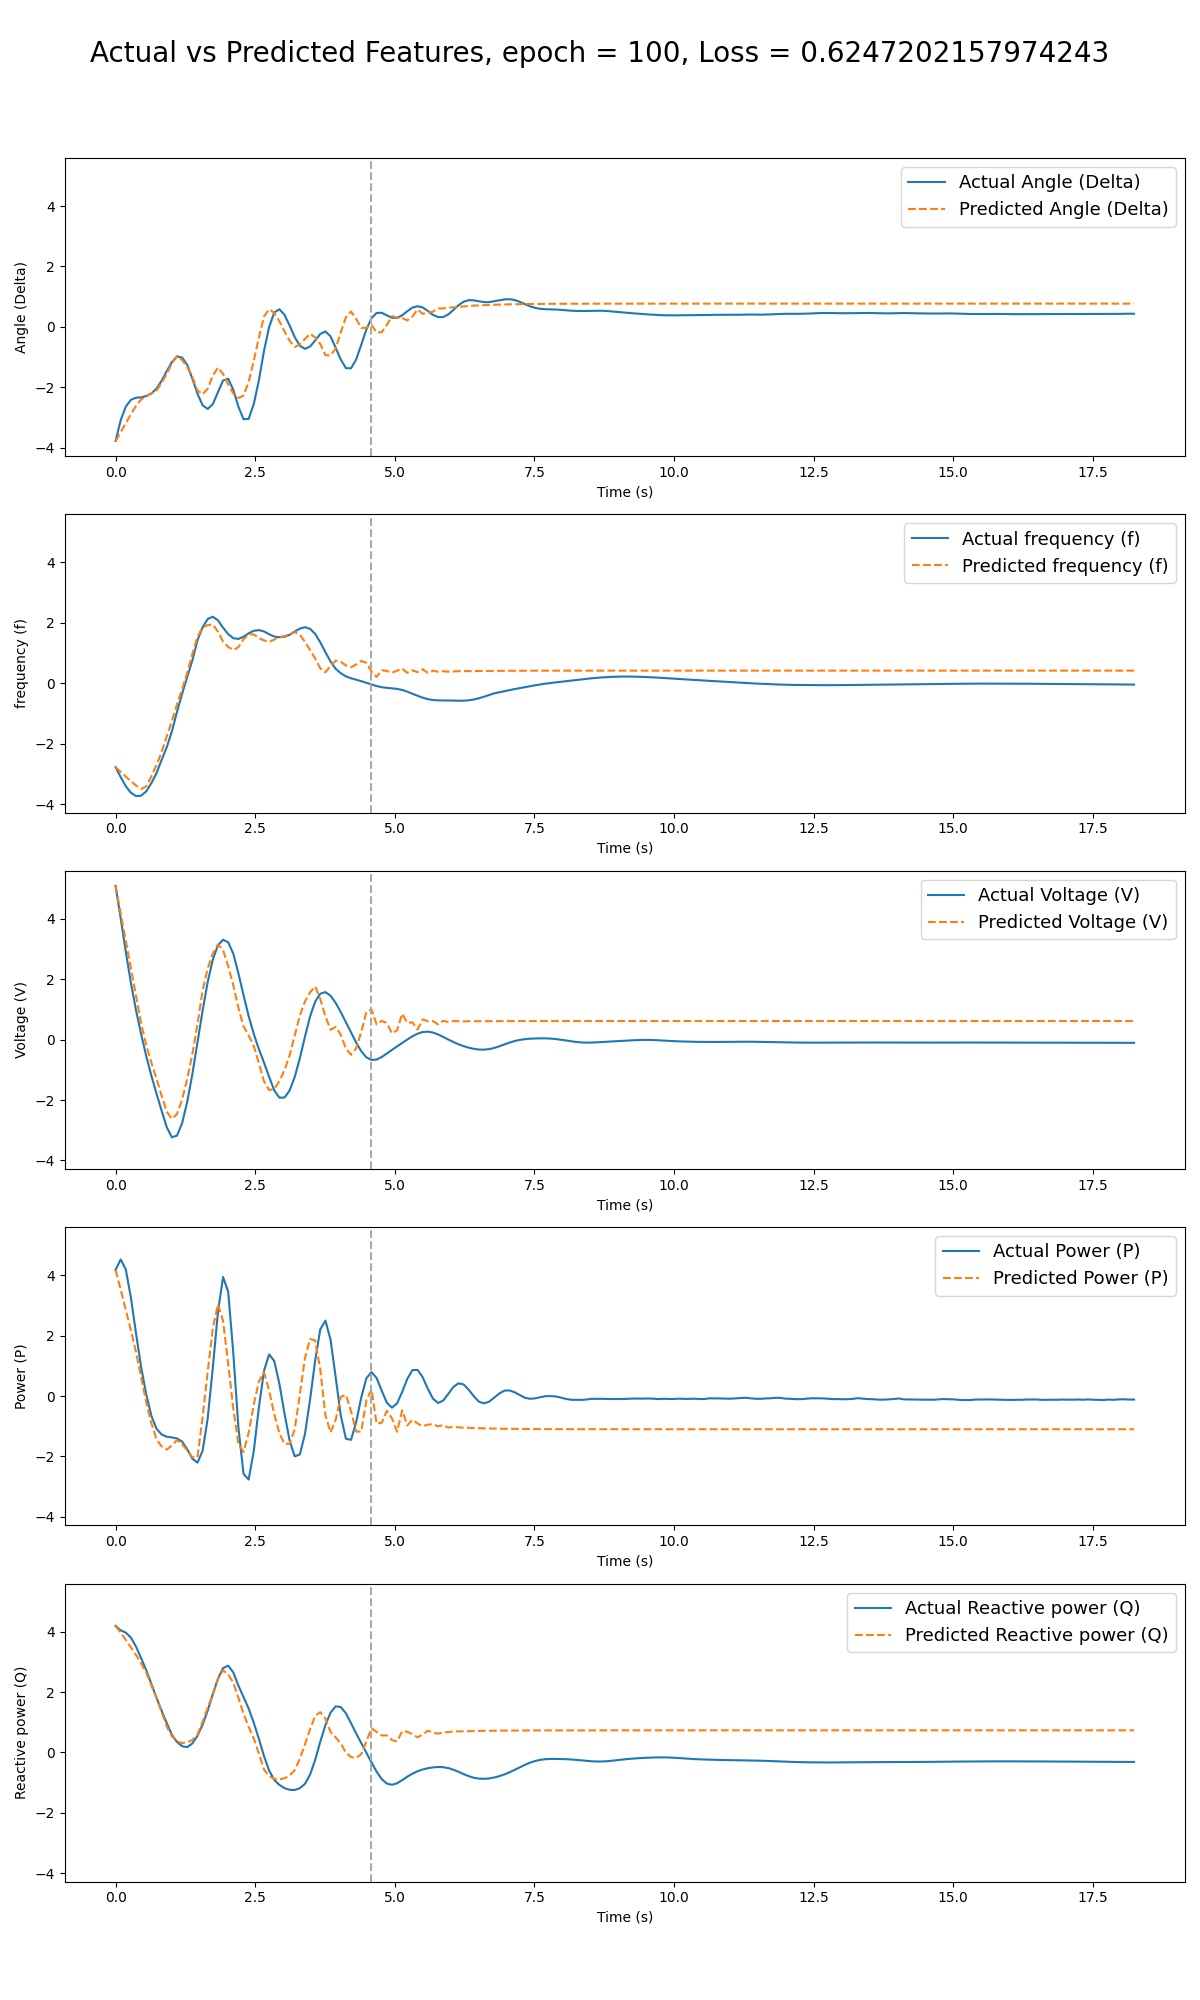 Actual vs Predicted Features, epoch = 100, Loss = 0.6247202157974243
Actual Angle (Delta)
Predicted Angle (Delta)
4
2
0
−2
−4
Angle (Delta)
0.0 2.5 5.0 7.5 10.0 12.5 15.0 17.5
Time (s)
Actual frequency (f)
Predicted frequency (f)
4
2
0
−2
−4
frequency (f)
0.0 2.5 5.0 7.5 10.0 12.5 15.0 17.5
Time (s)
Actual Voltage (V)
Predicted Voltage (V)
4
2
0
−2
−4
Voltage (V)
0.0 2.5 5.0 7.5 10.0 12.5 15.0 17.5
Time (s)
Actual Power (P)
Predicted Power (P)
4
2
0
−2
−4
Power (P)
0.0 2.5 5.0 7.5 10.0 12.5 15.0 17.5
Time (s)
Actual Reactive power (Q)
Predicted Reactive power (Q)
4
2
0
−2
−4
Reactive power (Q)
0.0 2.5 5.0 7.5 10.0 12.5 15.0 17.5
Time (s)